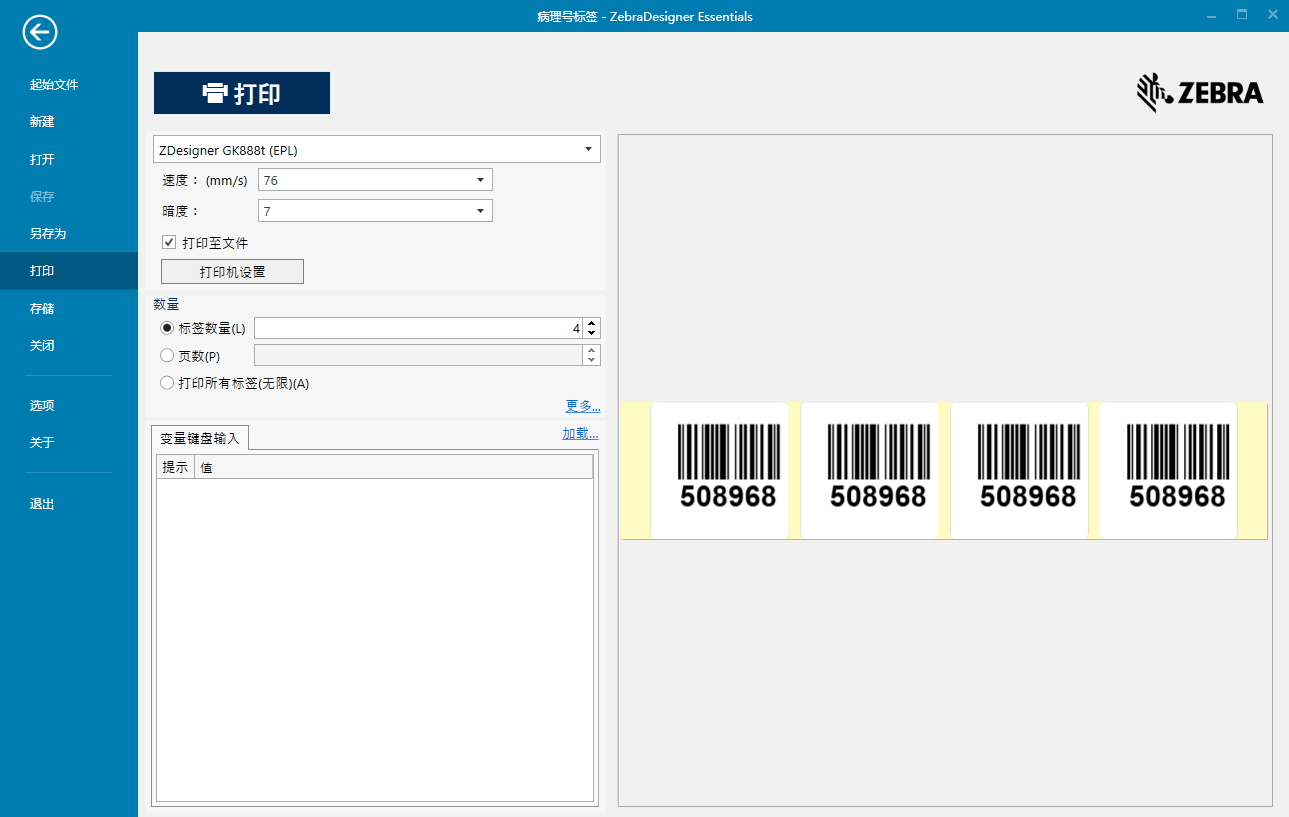 病理号标签 - ZebraDesigner Essentials
起始文件
新建
打开
保存
另存为
打印
存储
关闭
选项
关于
退出
打印
ZEBRA
ZDesigner GK888t (EPL)
速度： (mm/s) 76
暗度： 7
打印至文件
打印机设置
数量
标签数量(L) 4
页数(P)
打印所有标签(无限)(A)
更多...
变量键盘输入
加载...
提示 值
508968 508968 508968 508968